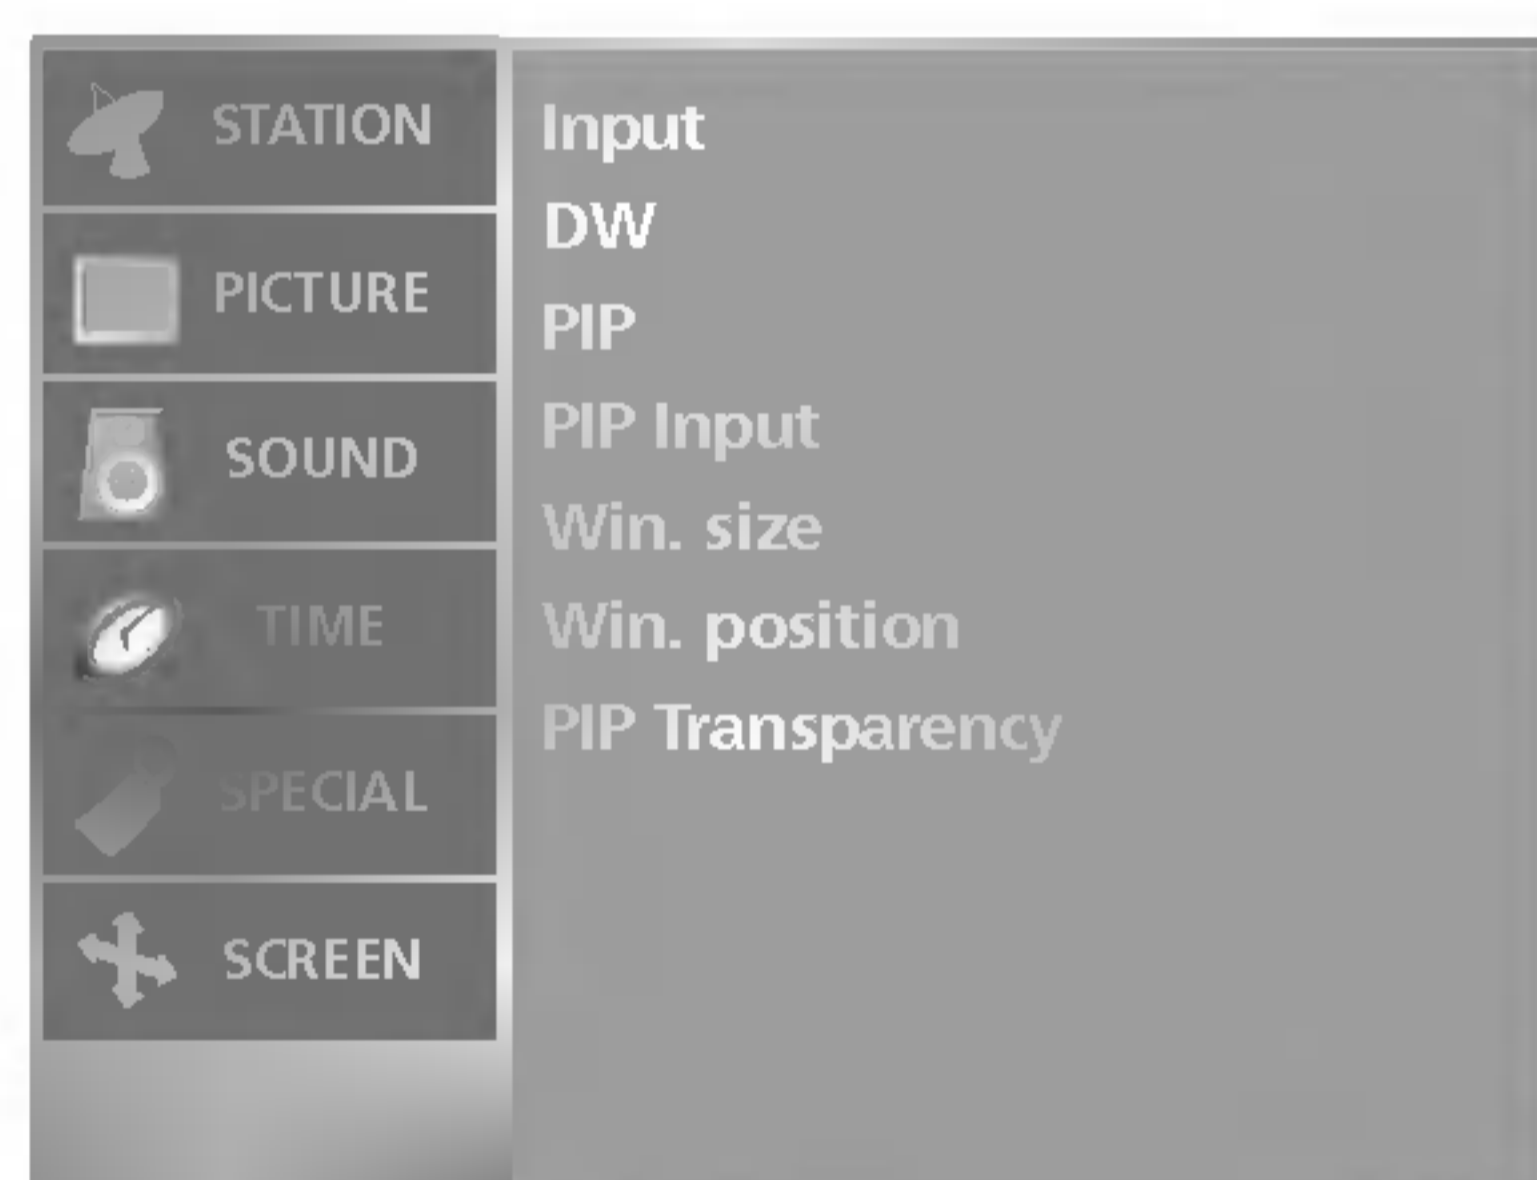 STATION
PICTURE
SOUND
TIME
SPECIAL
SCREEN
Input
DW
PIP
PIP Input
Win. size
Win. position
PIP Transparency